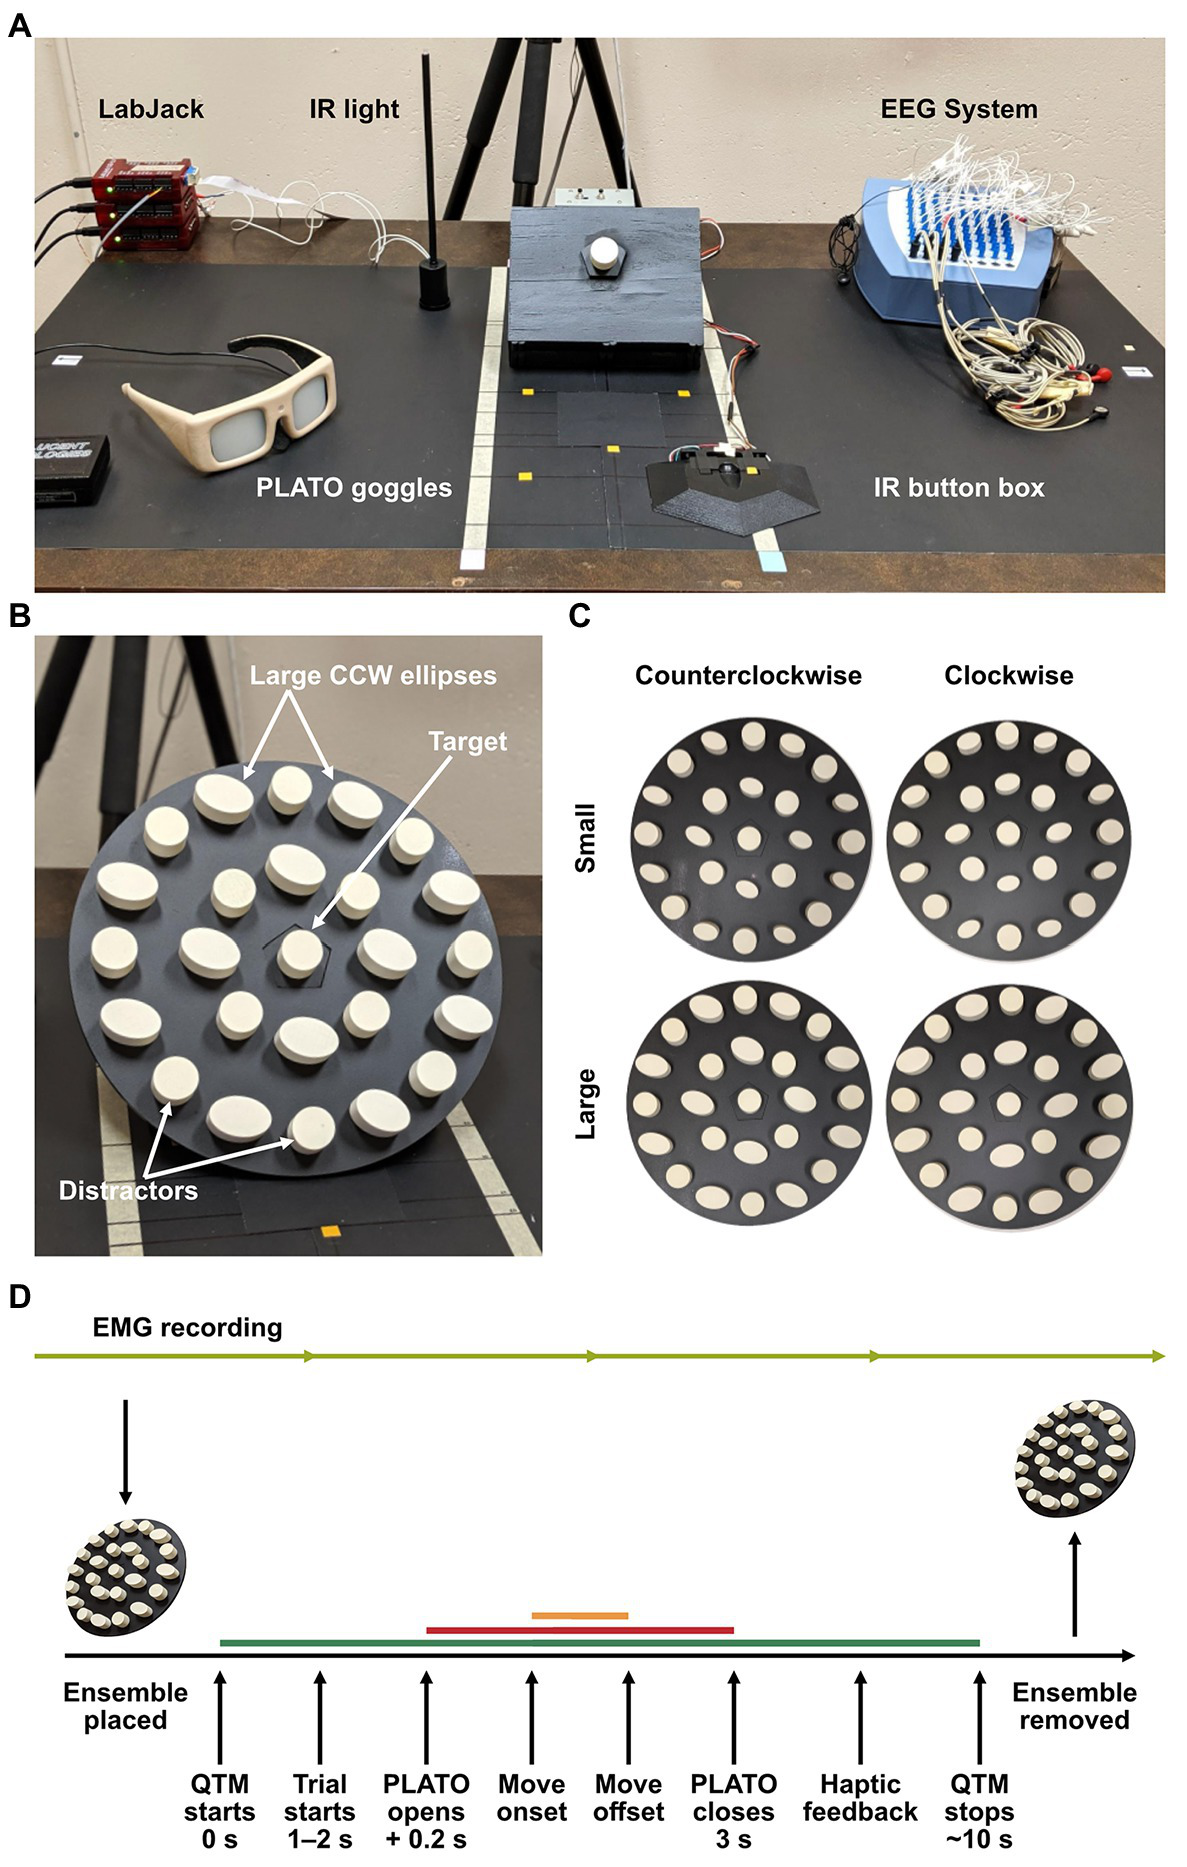 A
LabJack
IR light
EEG System
PLATO goggles
IR button box
B
C
Large CCW ellipses
Target
Distractors
Counterclockwise
Clockwise
Small
Large
D
EMG recording
Ensemble
placed
Ensemble
removed
QTM
starts
0 s
Trial
starts
1–2 s
PLATO
opens
+ 0.2 s
Move
onset
Move
offset
PLATO
closes
3 s
Haptic
feedback
QTM
stops
~10 s